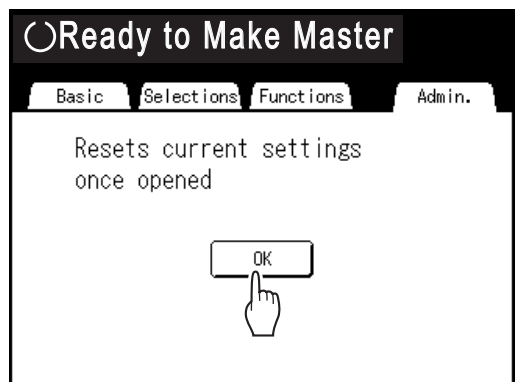 Ready to Make Master
Basic Selections Functions Admin.
Resets current settings
once opened
OK